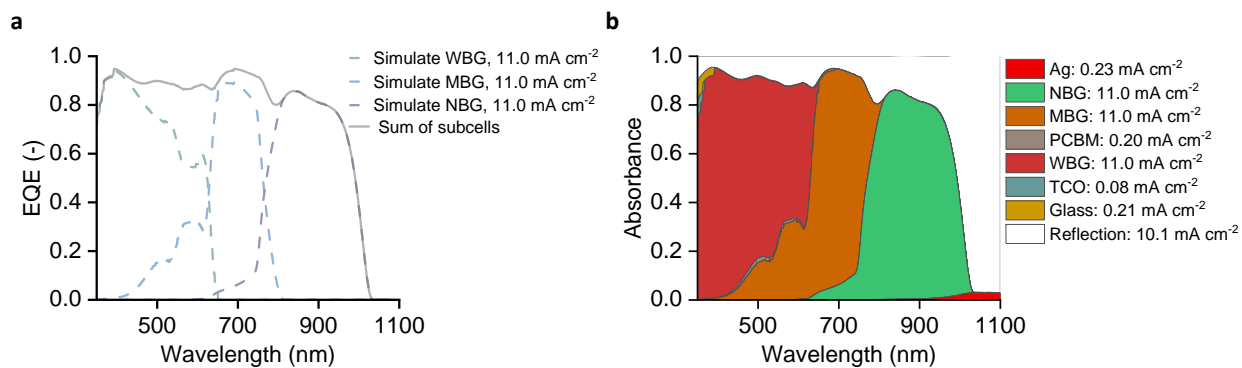 a
EQE (-)
1.0
0.8
0.6
0.4
0.2
0.0
500
700
900
1100
Wavelength (nm)
Simulate WBG, 11.0 mA cm-2
Simulate MBG, 11.0 mA cm-2
Simulate NBG, 11.0 mA cm-2
Sum of subcells
b
Absorbance
1.0
0.8
0.6
0.4
0.2
0.0
500
700
900
1100
Wavelength (nm)
Ag: 0.23 mA cm-2
NBG: 11.0 mA cm-2
MBG: 11.0 mA cm-2
PCBM: 0.20 mA cm-2
WBG: 11.0 mA cm-2
TCO: 0.08 mA cm-2
Glass: 0.21 mA cm-2
Reflection: 10.1 mA cm-2